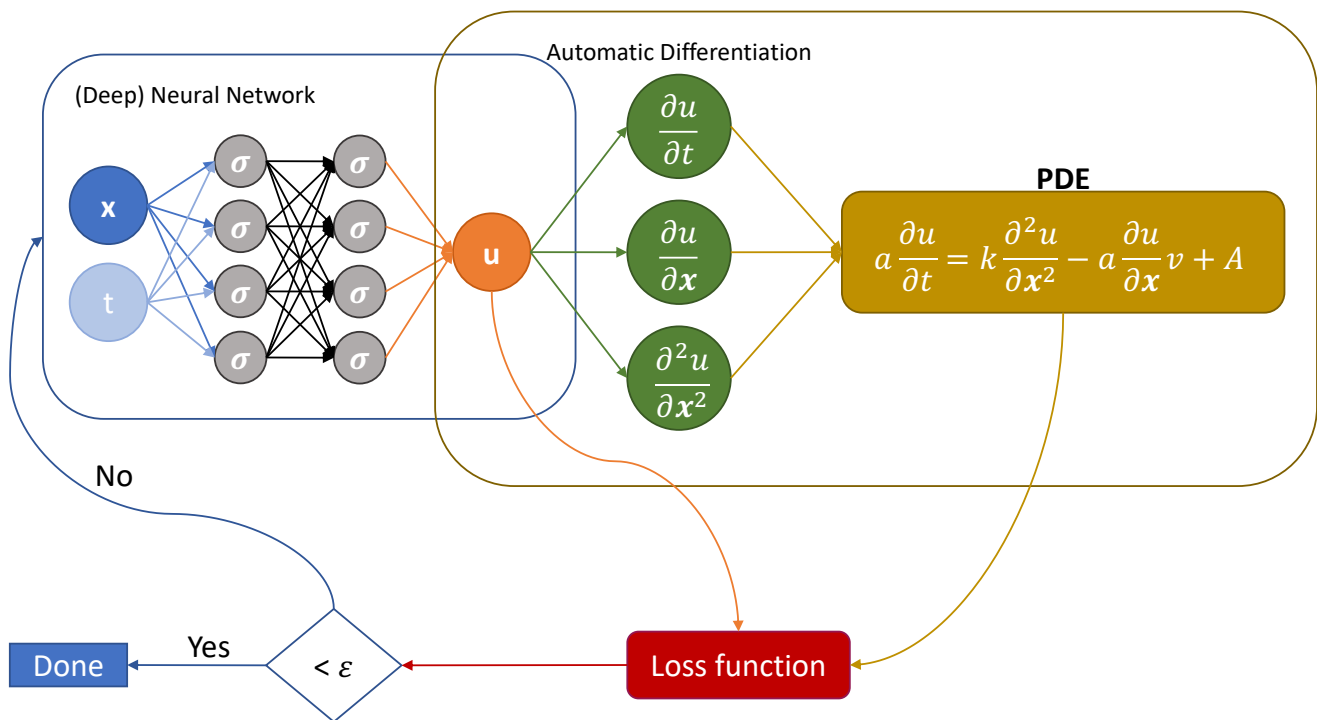 Automatic Differentiation
(Deep) Neural Network
x
t
σ σ
σ σ
σ σ
σ σ
u
∂u/∂t
∂u/∂𝒙
∂²u/∂𝒙²
PDE
a ∂u/∂t = k ∂²u/∂𝒙² − a ∂u/∂𝒙 v + A
No
Yes
Done
< ε
Loss function